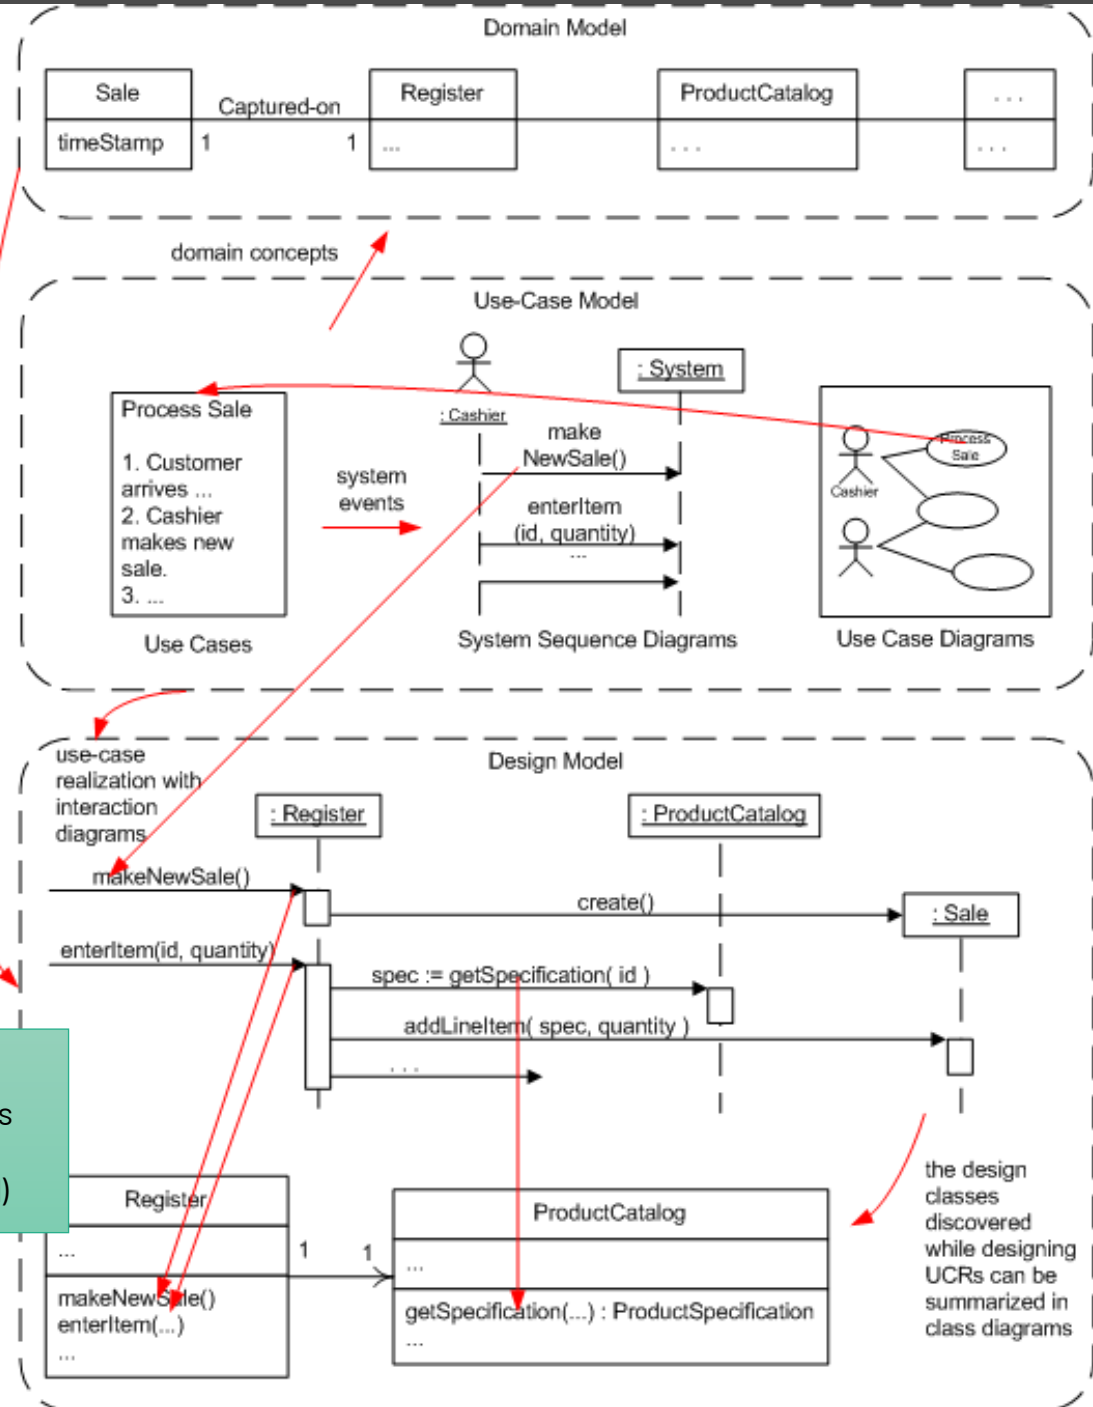 Domain Model
Sale
Captured-on
Register
ProductCatalog
. . .
timeStamp
1
1
...
. . .
. . .
domain concepts
Use-Case Model
Process Sale
1. Customer
arrives ...
2. Cashier
makes new
sale.
3. ...
Use Cases
system
events
: Cashier
: System
make
NewSale()
enterItem
(id, quantity)
...
System Sequence Diagrams
Process
Sale
Cashier
Use Case Diagrams
use-case
realization with
interaction
diagrams
Design Model
: Register
: ProductCatalog
makeNewSale()
create()
: Sale
enterItem(id, quantity)
spec := getSpecification( id )
addLineItem( spec, quantity )
. . .
s
)
Register
...
makeNewSale()
enterItem(...)
...
1
1
ProductCatalog
...
getSpecification(...) : ProductSpecification
...
the design
classes
discovered
while designing
UCRs can be
summarized in
class diagrams